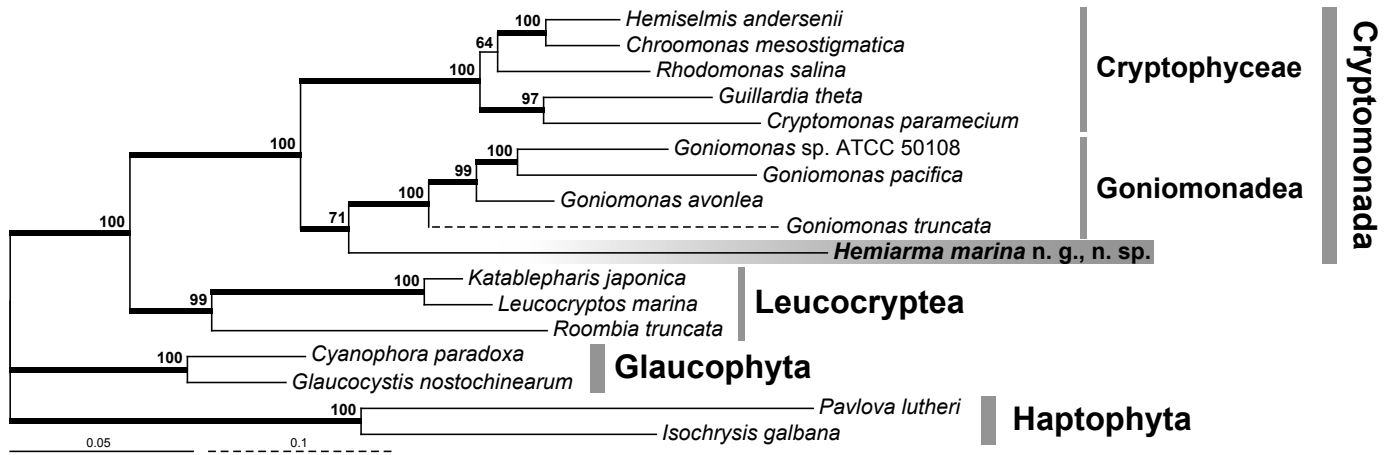 Hemiselmis andersenii
100
Chroomonas mesostigmatica
64
Rhodomonas salina
100
Guillardia theta
97
Cryptomonas paramecium
Cryptophyceae
Cryptomonada
100
Goniomonas sp. ATCC 50108
100
Goniomonas pacifica
99
Goniomonas avonlea
100
Goniomonas truncata
Goniomonadea
71
Hemiarma marina n. g., n. sp.
100
Katablepharis japonica
100
Leucocryptos marina
99
Roombia truncata
Leucocryptea
Cyanophora paradoxa
100
Glaucocystis nostochinearum
Glaucophyta
Pavlova lutheri
100
Isochrysis galbana
Haptophyta
0.05
0.1